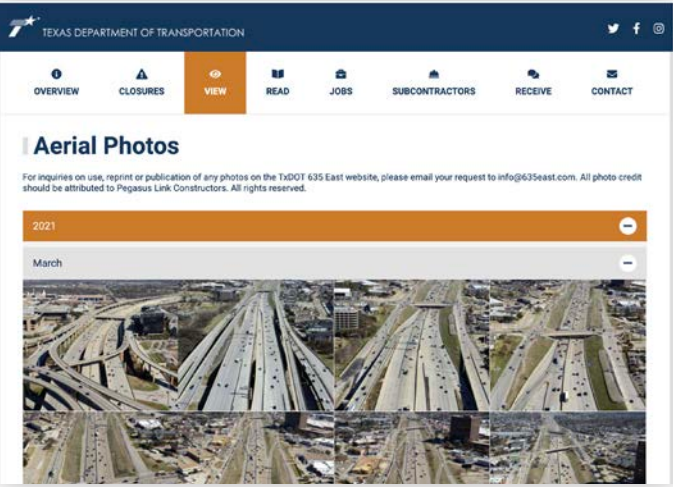 TEXAS DEPARTMENT OF TRANSPORTATION
OVERVIEW
CLOSURES
VIEW
READ
JOBS
SUBCONTRACTORS
RECEIVE
CONTACT
Aerial Photos
For inquiries on use, reprint or publication of any photos on the TxDOT 635 East website, please email your request to info@635east.com. All photo credit
should be attributed to Pegasus Link Constructors. All rights reserved.
2021
March